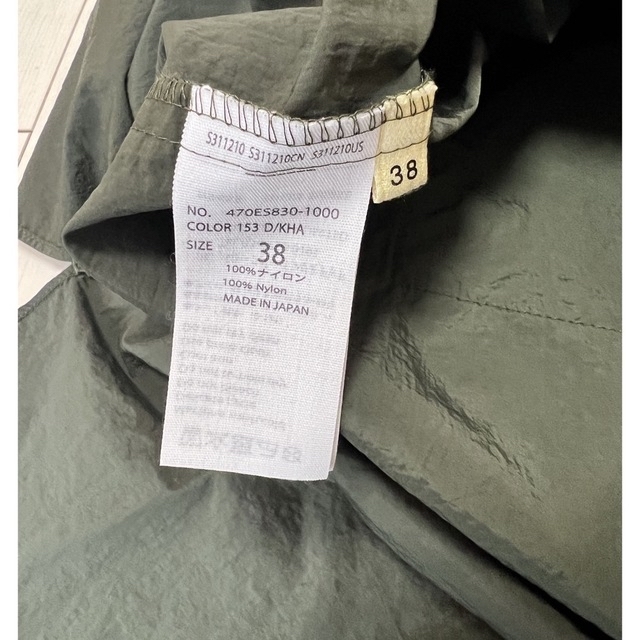 S311210 S311210CN S311210US
38
NO. 470ES830-1000
COLOR 153 D/KHA
SIZE 38
100%ナイロン
100% Nylon
MADE IN JAPAN